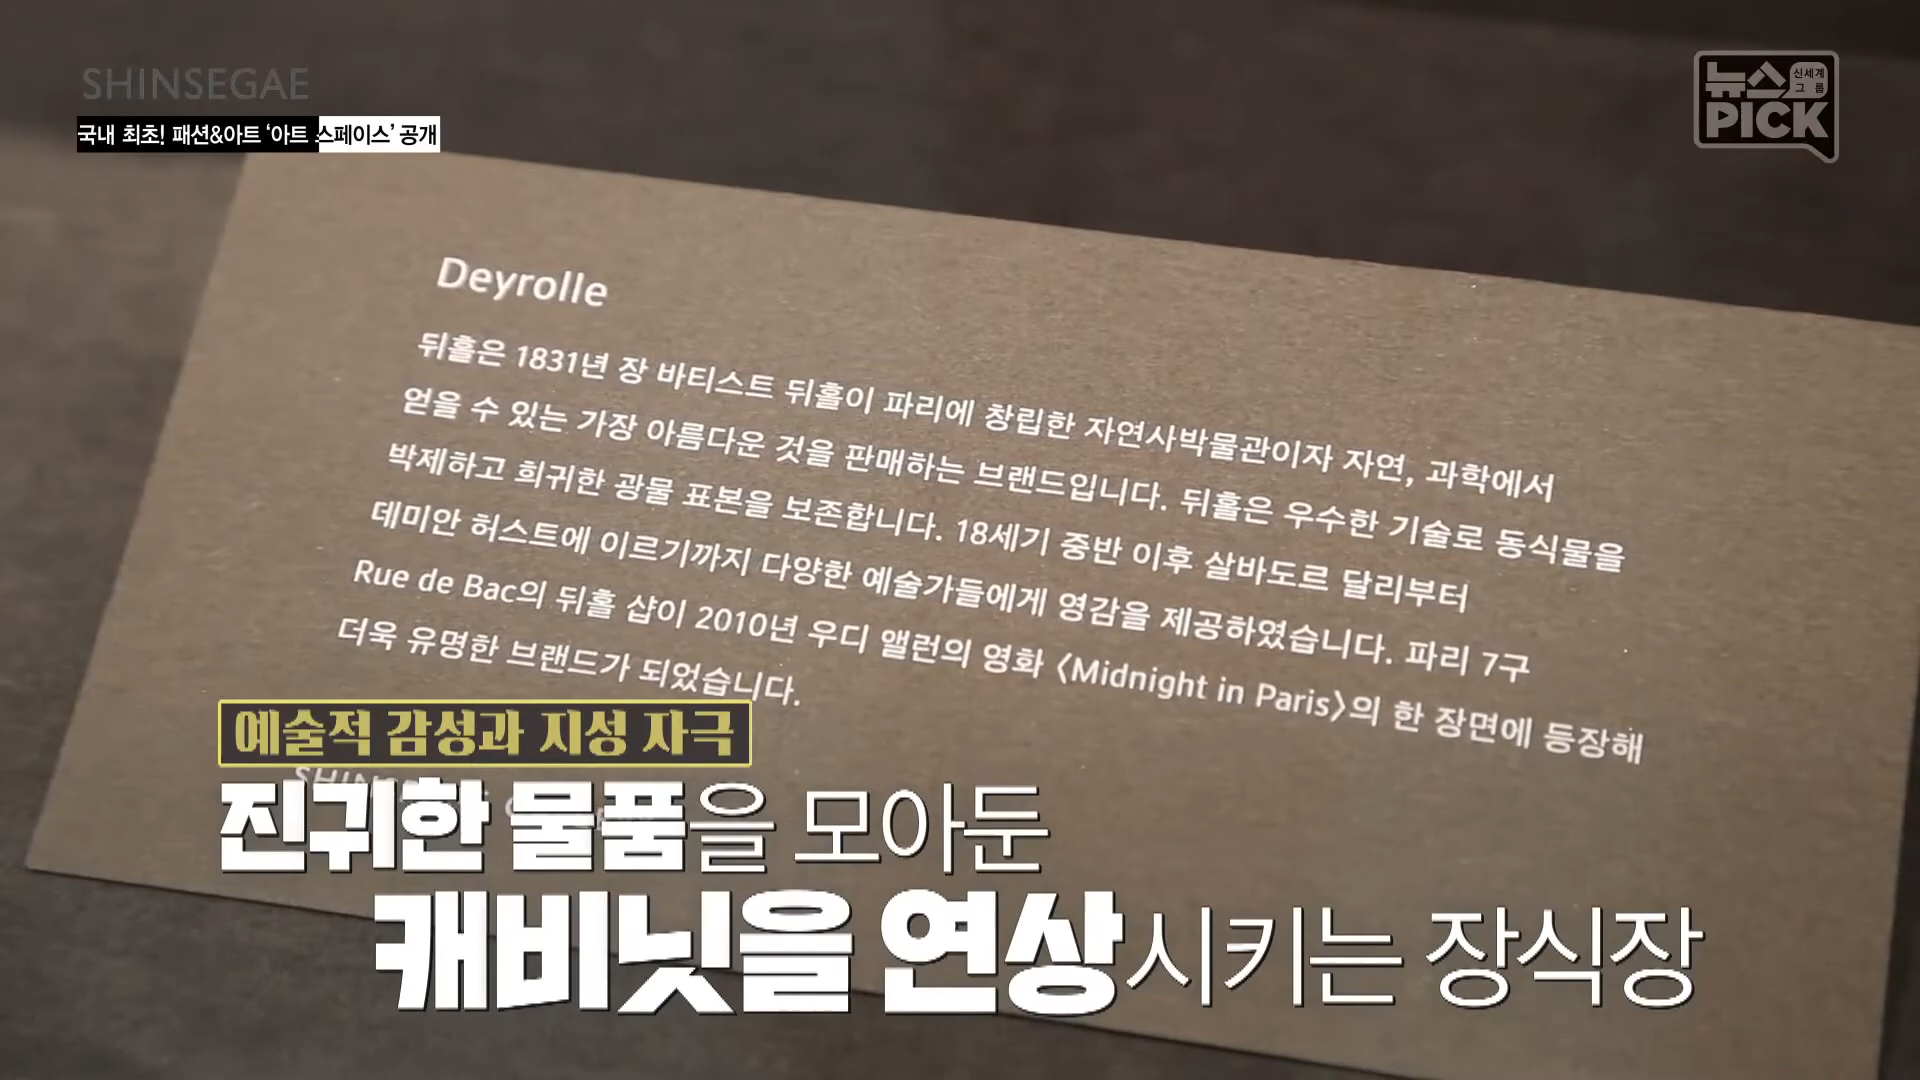 SHINSEGAE
국내 최초! 패션&아트 ‘아트 스페이스’ 공개
뉴스 신세계그룹
PICK
Deyrolle
뒤홀은 1831년 장 바티스트 뒤홀이 파리에 창립한 자연사박물관이자 자연, 과학에서
얻을 수 있는 가장 아름다운 것을 판매하는 브랜드입니다. 뒤홀은 우수한 기술로 동식물을
박제하고 희귀한 광물 표본을 보존합니다. 18세기 중반 이후 살바도르 달리부터
데미안 허스트에 이르기까지 다양한 예술가들에게 영감을 제공하였습니다. 파리 7구
Rue de Bac의 뒤홀 샵이 2010년 우디 앨런의 영화 〈Midnight in Paris〉의 한 장면에 등장해
더욱 유명한 브랜드가 되었습니다.
예술적 감성과 지성 자극
진귀한 물품을 모아둔
캐비닛을 연상시키는 장식장